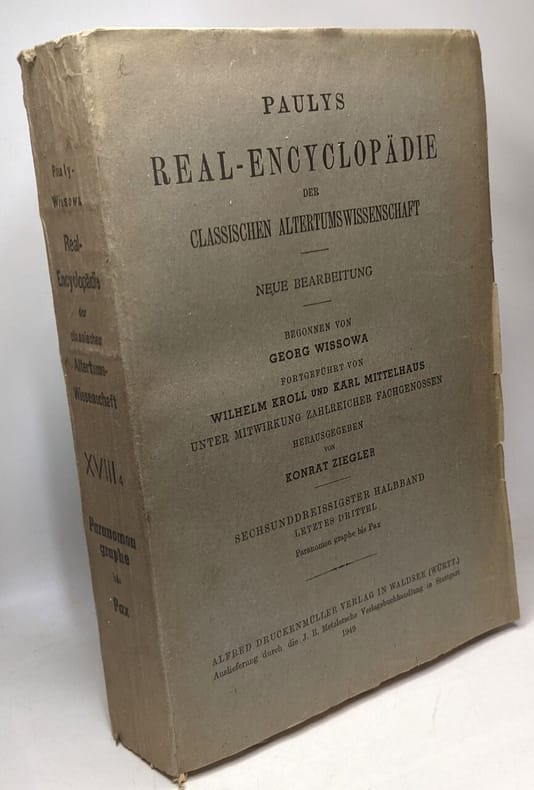 Pauly-
Wissowa
Real-
Encyclopädie
der
classischen
Altertums-
Wissenschaft
XVIII4
Paranomon
graphe
bis
Pax
PAULYS
REAL-ENCYCLOPÄDIE
DER
CLASSISCHEN ALTERTUMSWISSENSCHAFT
NEUE BEARBEITUNG
BEGONNEN VON
GEORG WISSOWA
FORTGEFÜHRT VON
WILHELM KROLL UND KARL MITTELHAUS
UNTER MITWIRKUNG ZAHLREICHER FACHGENOSSEN
HERAUSGEGEBEN
VON
KONRAT ZIEGLER
SECHSUNDDREISSIGSTER HALBBAND
LETZTES DRITTEL
Paranomon graphe bis Pax
ALFRED DRUCKENMÜLLER VERLAG IN WALDSEE (WÜRTT.)
Auslieferung durch die J. B. Metzlersche Verlagsbuchhandlung in Stuttgart
1949